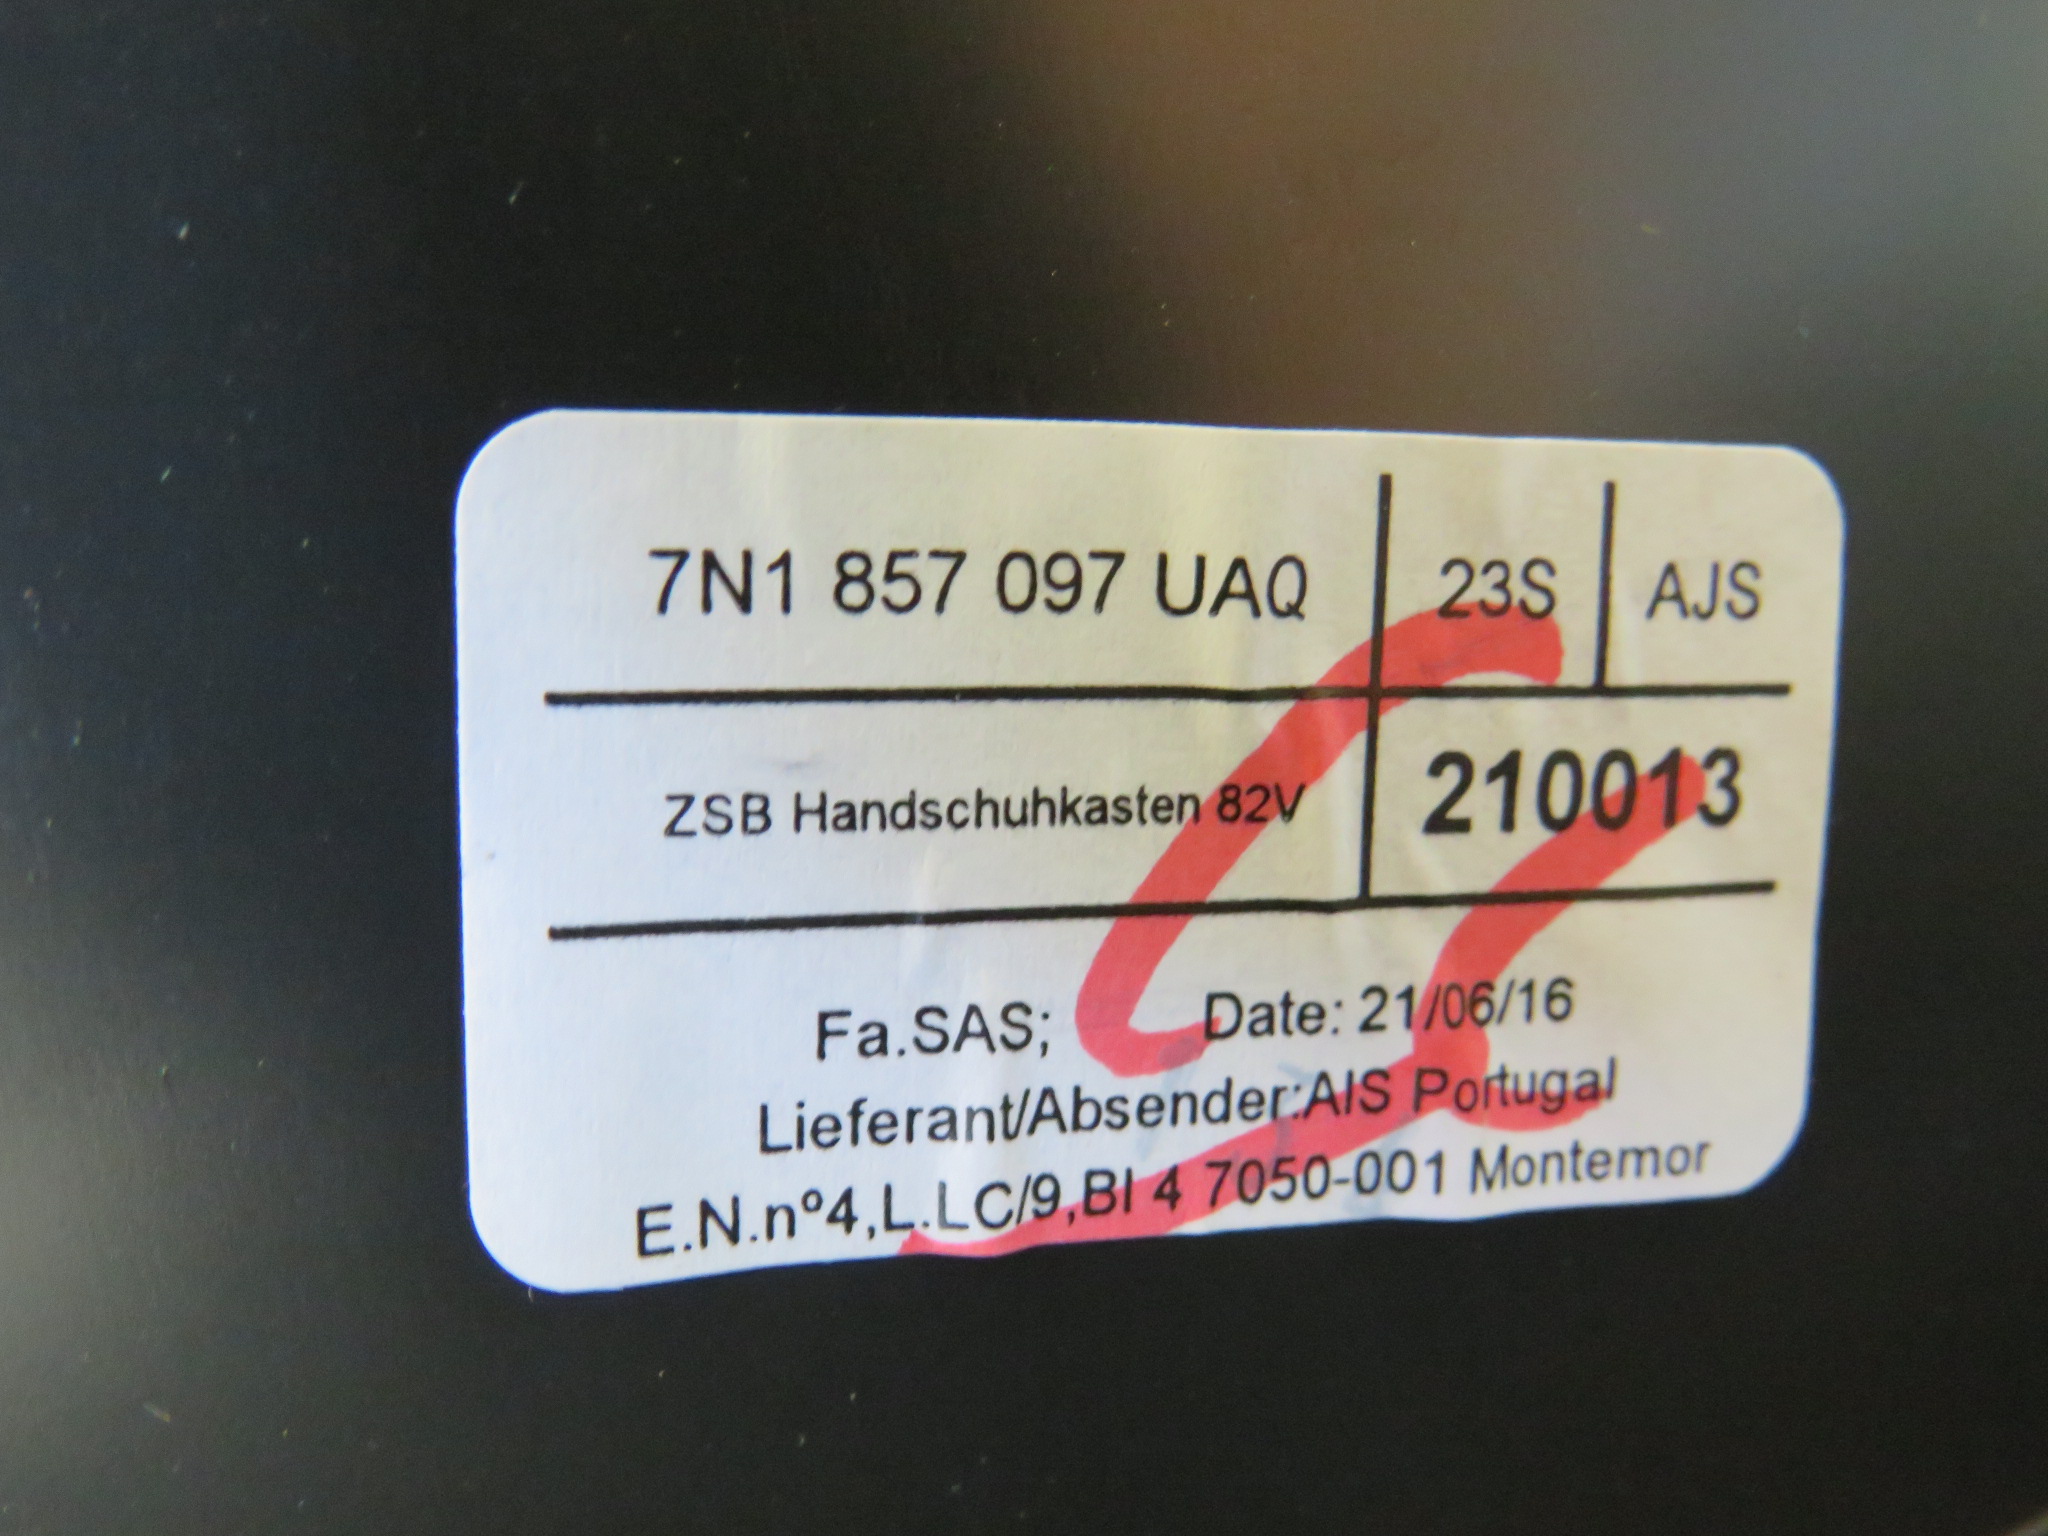 7N1 857 097 UAQ 23S AJS
ZSB Handschuhkasten 82V 210013
Fa.SAS; Date: 21/06/16
Lieferant/Absender:AIS Portugal
E.N.nº4,L.LC/9,Bl 4 7050-001 Montemor